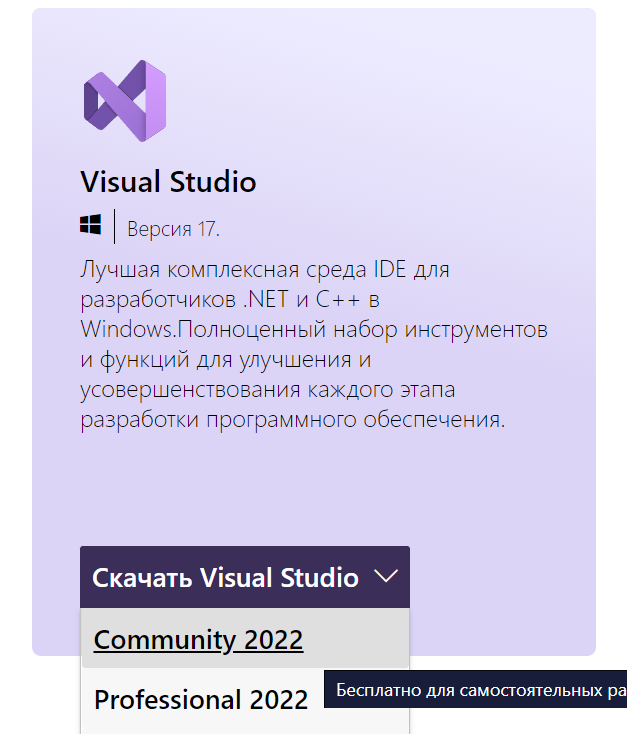 Visual Studio
Версия 17.
Лучшая комплексная среда IDE для
разработчиков .NET и C++ в
Windows.Полноценный набор инструментов
и функций для улучшения и
усовершенствования каждого этапа
разработки программного обеспечения.
Скачать Visual Studio
Community 2022
Professional 2022
Бесплатно для самостоятельных ра